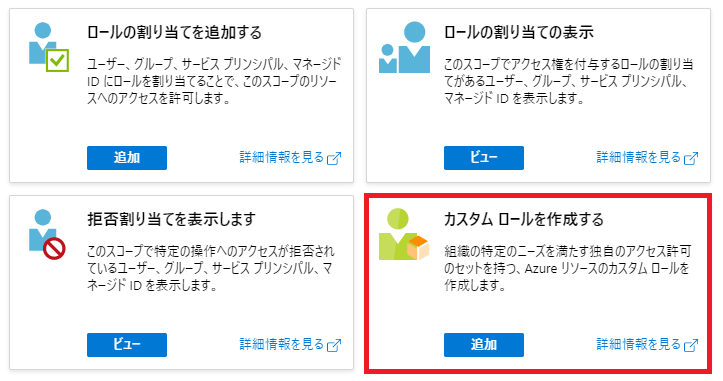 ロールの割り当てを追加する
ユーザー、グループ、サービス プリンシパル、マネージド
ID にロールを割り当てることで、このスコープのリソー
スへのアクセスを許可します。
追加
詳細情報を見る
ロールの割り当ての表示
このスコープでアクセス権を付与するロールの割り当
てがあるユーザー、グループ、サービス プリンシパル、
マネージド ID を表示します。
ビュー
詳細情報を見る
拒否割り当てを表示します
このスコープで特定の操作へのアクセスが拒否され
ているユーザー、グループ、サービス プリンシパル、マ
ネージド ID を表示します。
ビュー
詳細情報を見る
カスタム ロールを作成する
組織の特定のニーズを満たす独自のアクセス許可
のセットを持つ、Azure リソースのカスタム ロールを
作成します。
追加
詳細情報を見る